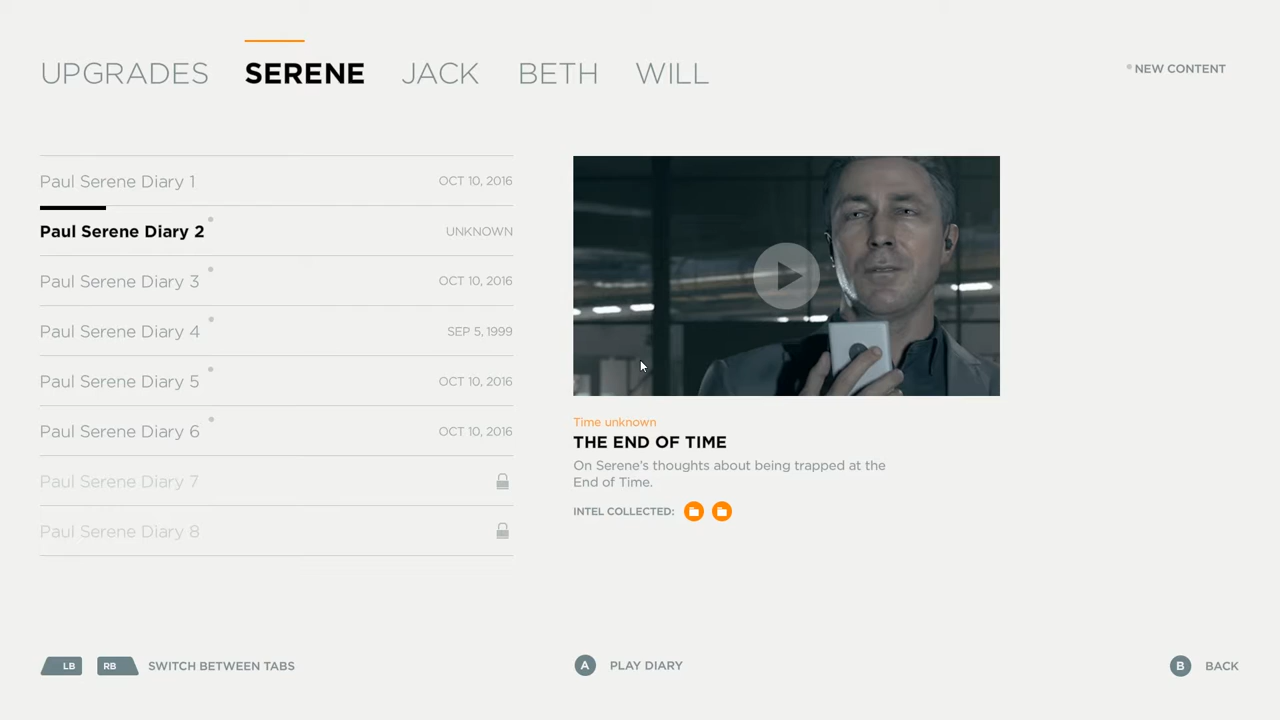 UPGRADES SERENE JACK BETH WILL
NEW CONTENT
Paul Serene Diary 1 OCT 10, 2016
Paul Serene Diary 2 UNKNOWN
Paul Serene Diary 3 OCT 10, 2016
Paul Serene Diary 4 SEP 5, 1999
Paul Serene Diary 5 OCT 10, 2016
Paul Serene Diary 6 OCT 10, 2016
Paul Serene Diary 7
Paul Serene Diary 8
Time unknown
THE END OF TIME
On Serene's thoughts about being trapped at the
End of Time.
INTEL COLLECTED:
LB RB SWITCH BETWEEN TABS
A PLAY DIARY
B BACK